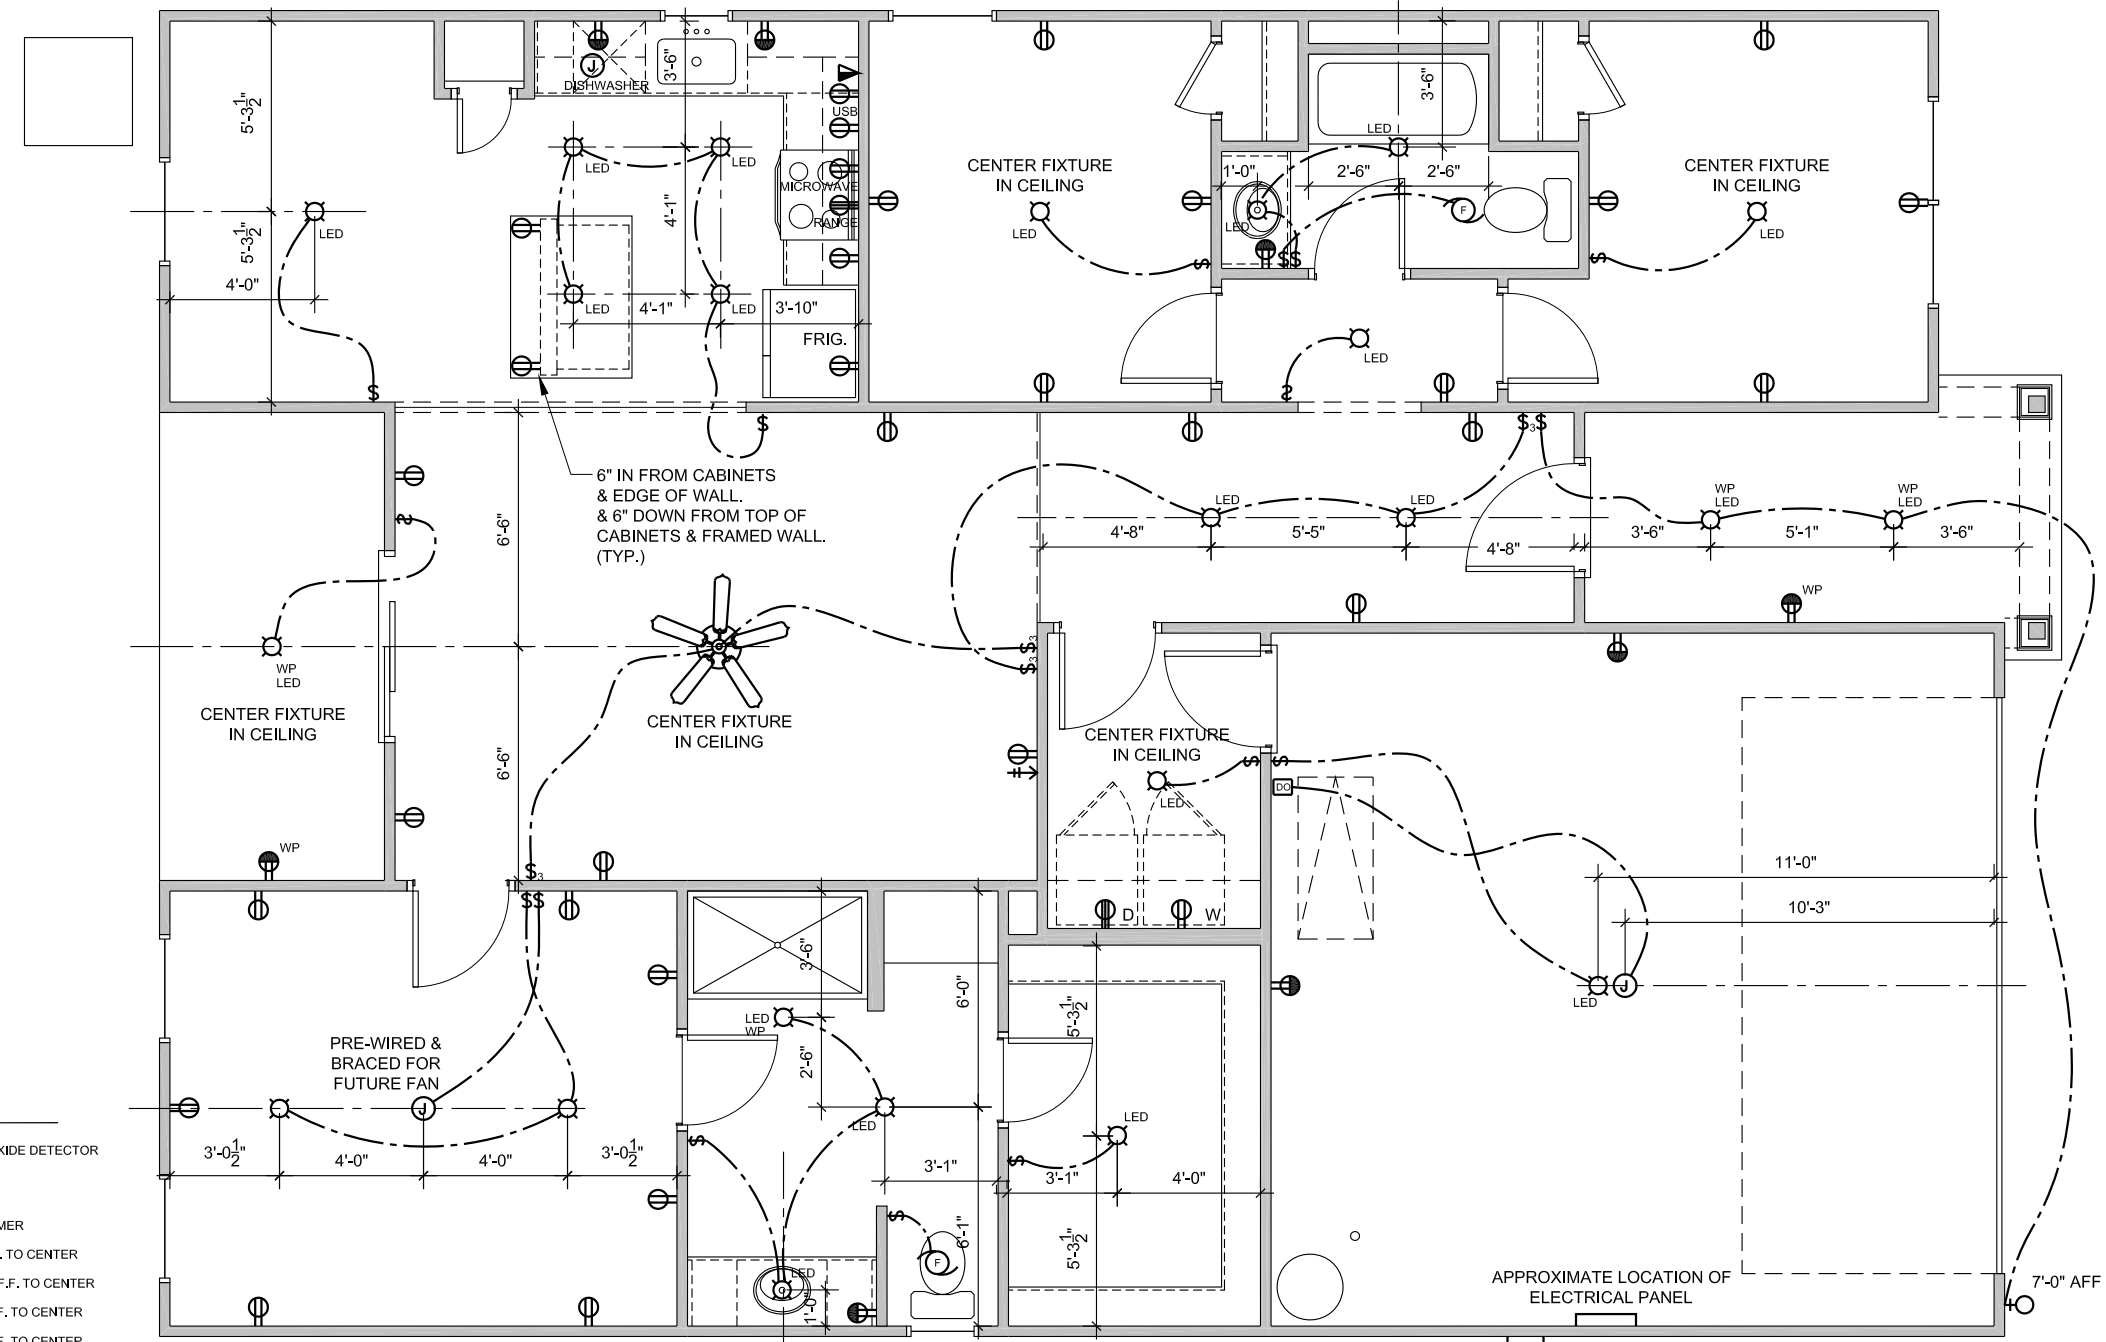 3'-6"
5'-3 1/2"
J
DISHWASHER
USB
3'-6"
LED
LED
LED
CENTER FIXTURE
IN CEILING
CENTER FIXTURE
IN CEILING
1'-0"
2'-6"
2'-6"
MICROWAVE
RANGE
4'-1"
LED
LED
LED
F
LED
5'-3 1/2"
$
$$
$
4'-0"
LED
LED
4'-1"
3'-10"
FRIG.
LED
$
$
$
$3$
6" IN FROM CABINETS
& EDGE OF WALL.
& 6" DOWN FROM TOP OF
CABINETS & FRAMED WALL.
(TYP.)
6'-6"
$
LED
LED
WP
LED
WP
LED
4'-8"
5'-5"
4'-8"
3'-6"
5'-1"
3'-6"
WP
$3
$3
WP
LED
CENTER FIXTURE
IN CEILING
CENTER FIXTURE
IN CEILING
CENTER FIXTURE
IN CEILING
6'-6"
$
$
DO
LED
WP
$3
11'-0"
$$
D
W
10'-3"
3'-6"
6'-0"
5'-3 1/2"
LED
J
LED
WP
PRE-WIRED &
BRACED FOR
FUTURE FAN
2'-6"
J
LED
LED
$
$
XIDE DETECTOR
3'-0 1/2"
4'-0"
4'-0"
3'-0 1/2"
3'-1"
3'-1"
4'-0"
$
MER
6'-1"
5'-3 1/2"
. TO CENTER
F
LED
F.F. TO CENTER
1'-0"
APPROXIMATE LOCATION OF
ELECTRICAL PANEL
7'-0" AFF
F. TO CENTER
F. TO CENTER